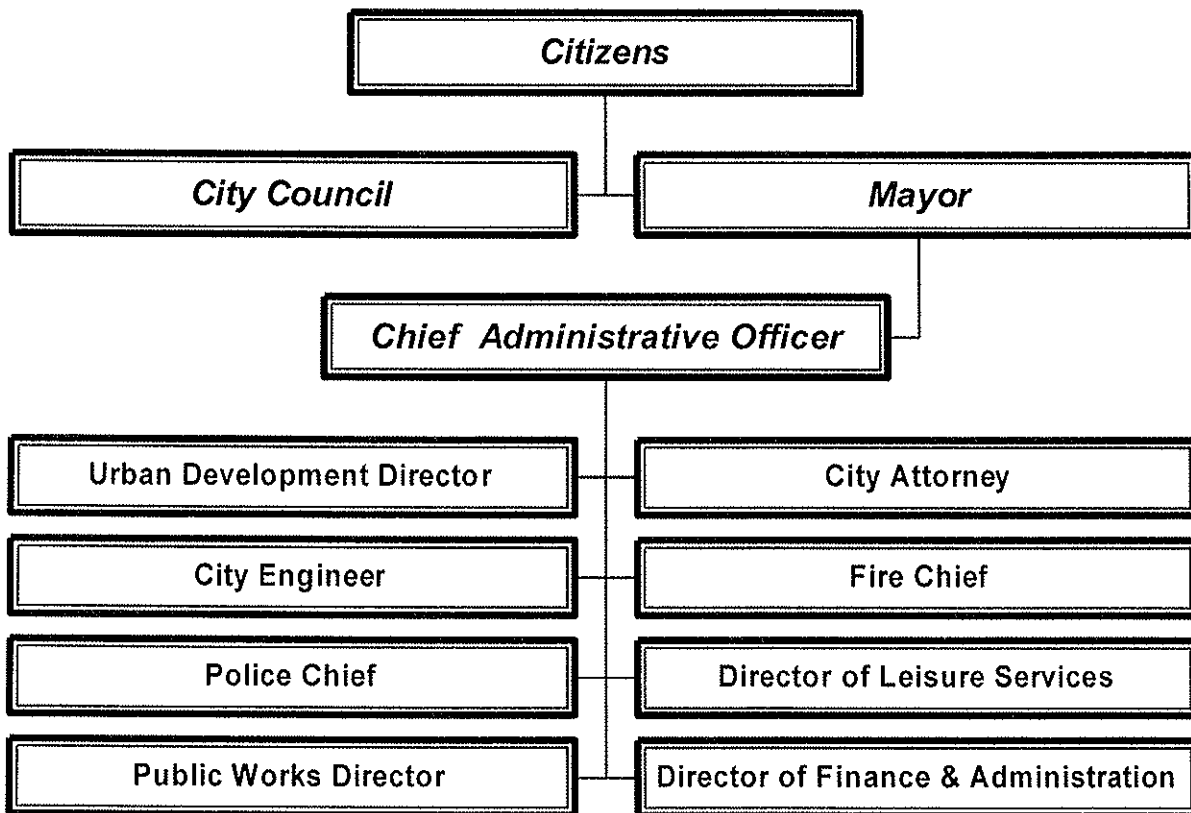 Citizens
City Council
Mayor
Chief Administrative Officer
Urban Development Director
City Attorney
City Engineer
Fire Chief
Police Chief
Director of Leisure Services
Public Works Director
Director of Finance & Administration